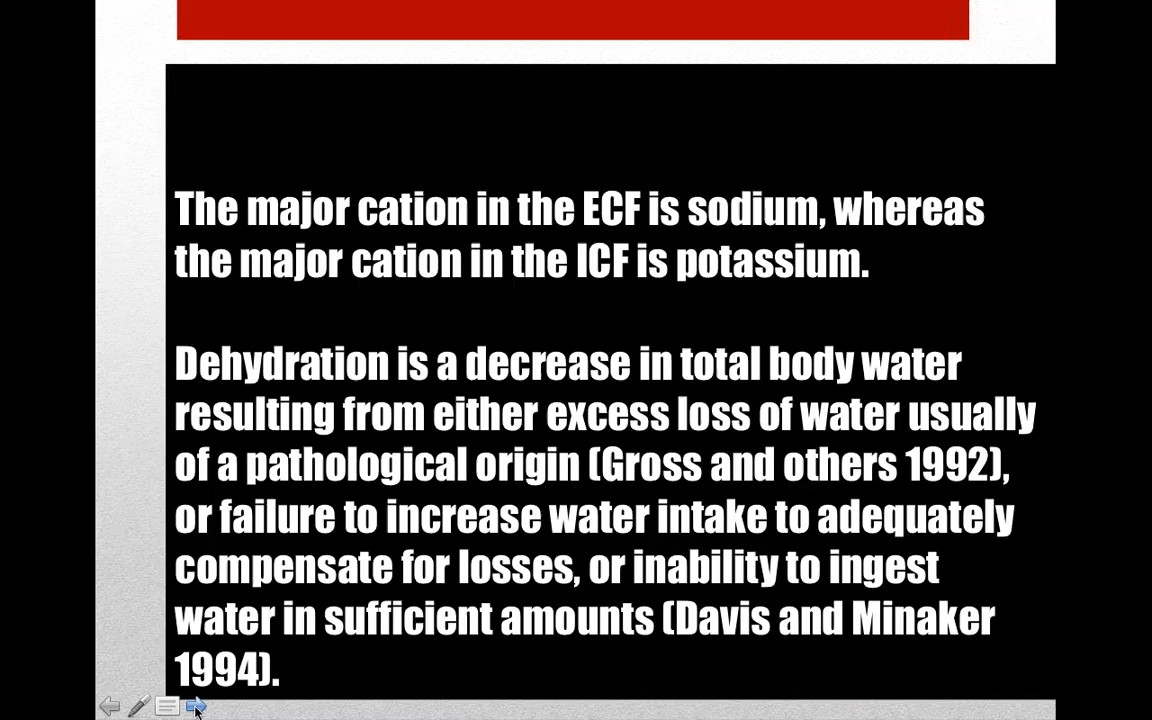 The major cation in the ECF is sodium, whereas
the major cation in the ICF is potassium.
Dehydration is a decrease in total body water
resulting from either excess loss of water usually
of a pathological origin (Gross and others 1992),
or failure to increase water intake to adequately
compensate for losses, or inability to ingest
water in sufficient amounts (Davis and Minaker
1994).